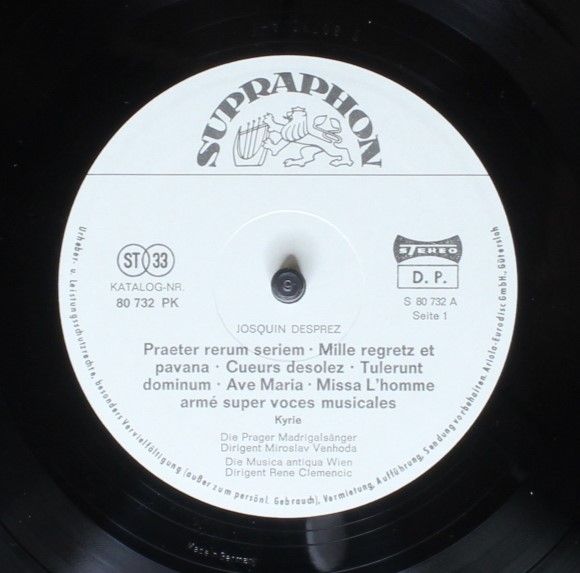 SUPRAPHON
ST 33
STEREO
KATALOG-NR.
D. P.
80 732 PK
S 80 732 A
Seite 1
JOSQUIN DESPREZ
Praeter rerum seriem · Mille regretz et
pavana · Cueurs desolez · Tulerunt
dominum · Ave Maria · Missa L'homme
armé super voces musicales
Kyrie
Die Prager Madrigalsänger
Dirigent Miroslav Venhoda
Die Musica antiqua Wien
Dirigent Rene Clemencic
Urheber- u. Leistungsschutzrechte, besonders Vervielfältigung (außer zum persönl. Gebrauch), Vermietung, Aufführung, Sendung vorbehalten. Ariola-Eurodisc GmbH., Gütersloh
Made in Germany